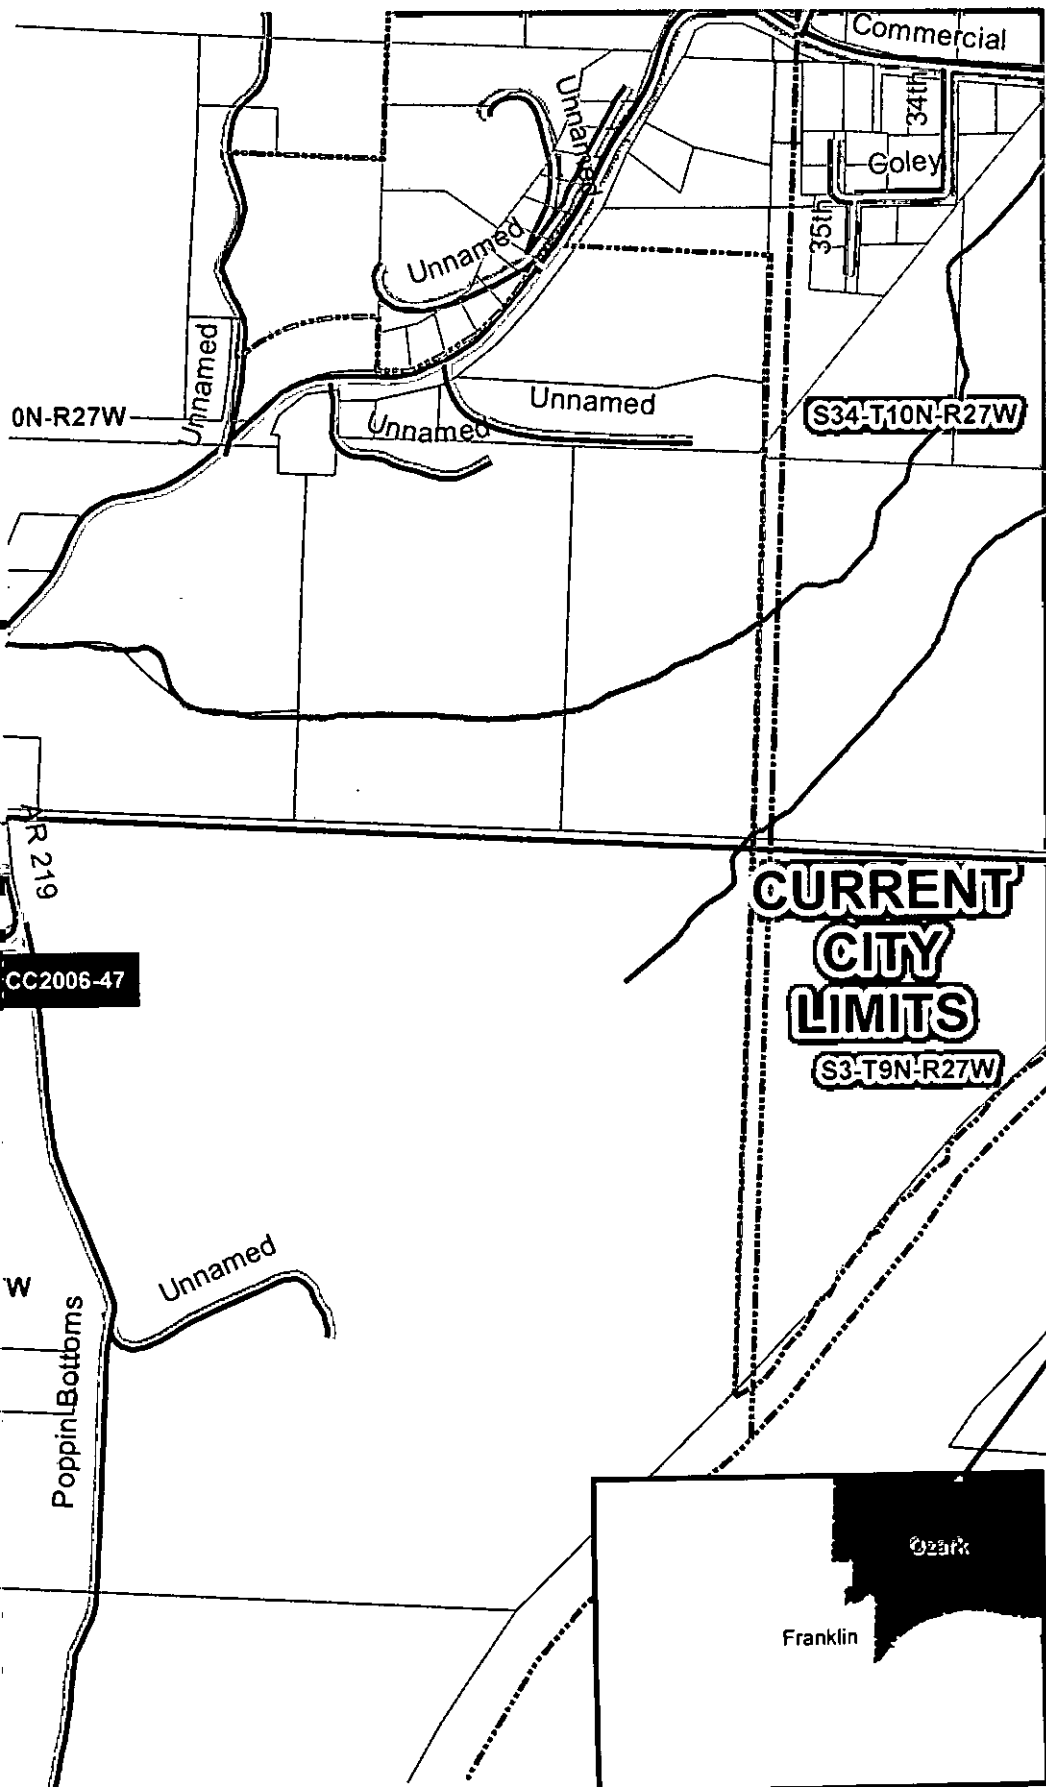 Commercial
Unnamed
34th
Goley
35th
Unnamed
Unnamed
Unnamed
0N-R27W
Unnamed
S34-T10N-R27W
AR 219
CURRENT
CITY
LIMITS
CC2006-47
S3-T9N-R27W
Unnamed
W
Poppin Bottoms
Ozark
Franklin